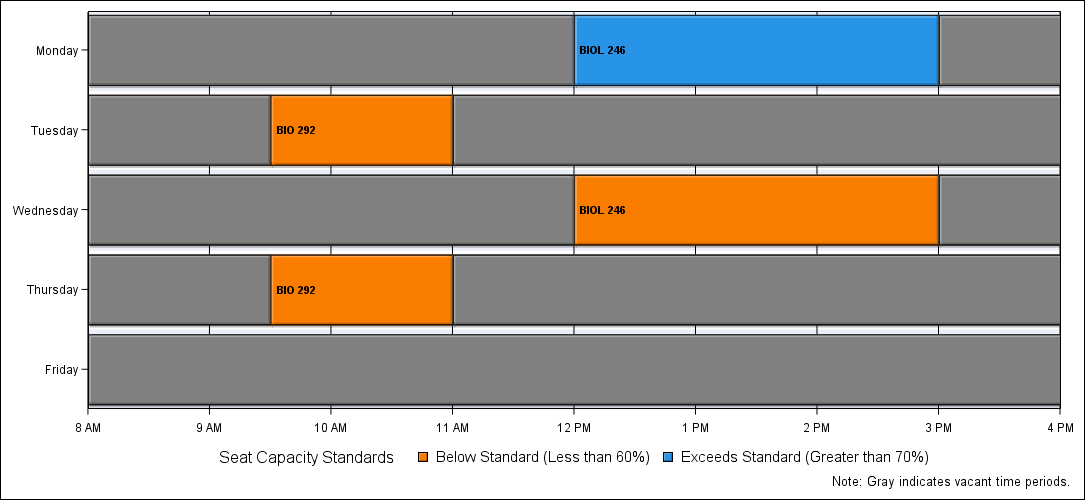 Monday
BIOL 246
Tuesday
BIO 292
Wednesday
BIOL 246
Thursday
BIO 292
Friday
8 AM 9 AM 10 AM 11 AM 12 PM 1 PM 2 PM 3 PM 4 PM
Seat Capacity Standards Below Standard (Less than 60%) Exceeds Standard (Greater than 70%)
Note: Gray indicates vacant time periods.